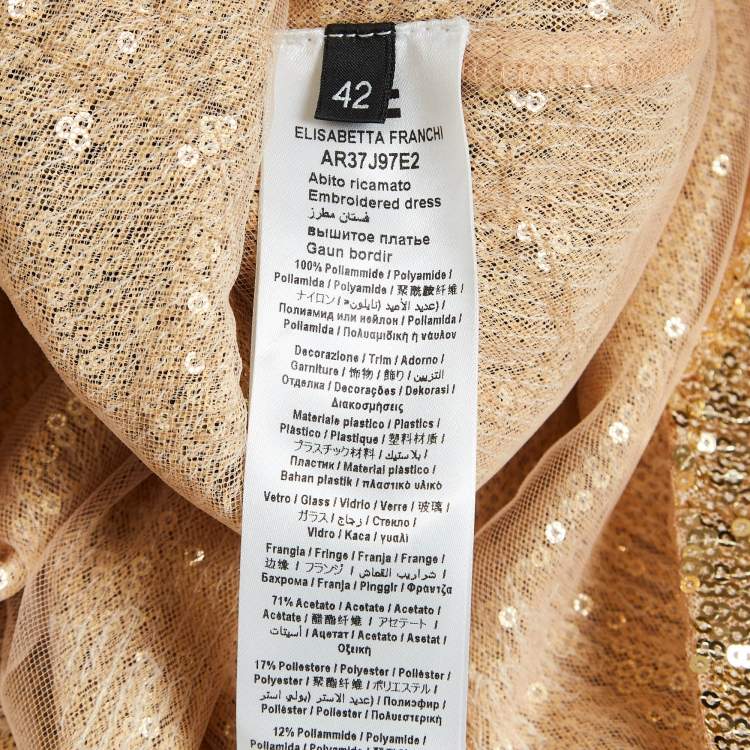 42
ELISABETTA FRANCHI
AR37J97E2
Abito ricamato
Embroidered dress
فستان مطرز
вышитое платье
Gaun bordir
100% Poliammide / Polyamide /
Poliamida / Polyamide / 聚酰胺纤维 /
ナイロン / (عديد الأميد (نايلون» /
Полиамид или нейлон / Poliamida /
Poliamida / Πολυαμιδική ή νάυλον
Decorazione / Trim / Adorno /
Garniture / 饰物 / 飾り / التزيين /
Отделка / Decorações / Dekorasi /
Διακοσμήσεις
Materiale plastico / Plastics /
Plástico / Plastique / 塑料材质 /
プラスチック材料 / بلاستيك /
Пластик / Material plástico /
Bahan plastik / πλαστικό υλικό
Vetro / Glass / Vidrio / Verre / 玻璃 /
ガラス / زجاج / Стекло /
Vidro / Kaca / γυαλί
Frangia / Fringe / Franja / Frange /
边缘 / フランジ / شراريب القماش /
Бахрома / Franja / Pinggir / Φραντζα
71% Acetato / Acetate / Acetato /
Acétate / 醋酯纤维 / アセテート /
أسيتات / Ацетат / Acetato / Asetat /
Οξεική
17% Poliestere / Polyester / Poliéster /
Polyester / 聚酯纤维 / ポリエステル /
عديد الاستر (بولي استر) / Полиэфир /
Poliéster / Poliester / Πολυεστερική
12% Poliammide / Polyamide /